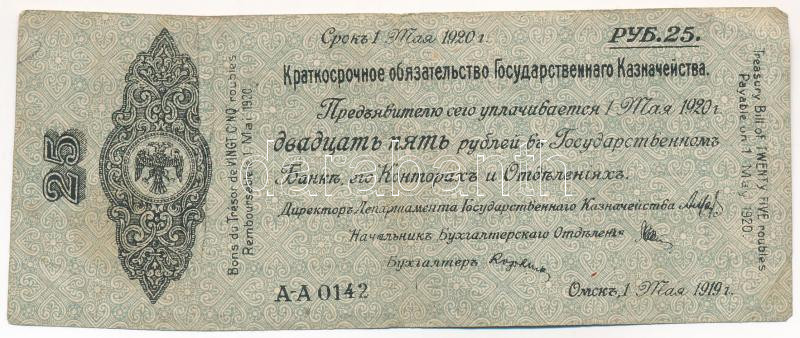 25
Bons du Trésor de VINGT CINQ roubles
Remboursables 1 Mai 1920.
Срокъ 1 Мая 1920 г.
РУБ. 25.
Краткосрочное обязательство Государственнаго Казначейства.
Предъявителю сего уплачивается 1 Мая 1920 г
двадцать пять рублей въ Государственномъ
Банкѣ, его Конторахъ и Отдѣленіяхъ.
Директоръ Департамента Государственнаго Казначейства
Начальникъ Бухгалтерскаго Отдѣленія
Бухгалтеръ
А-А 0142
Омскъ, 1 Мая 1919 г.
Treasury Bill of TWENTY FIVE roubles
Payable on 1 May 1920.